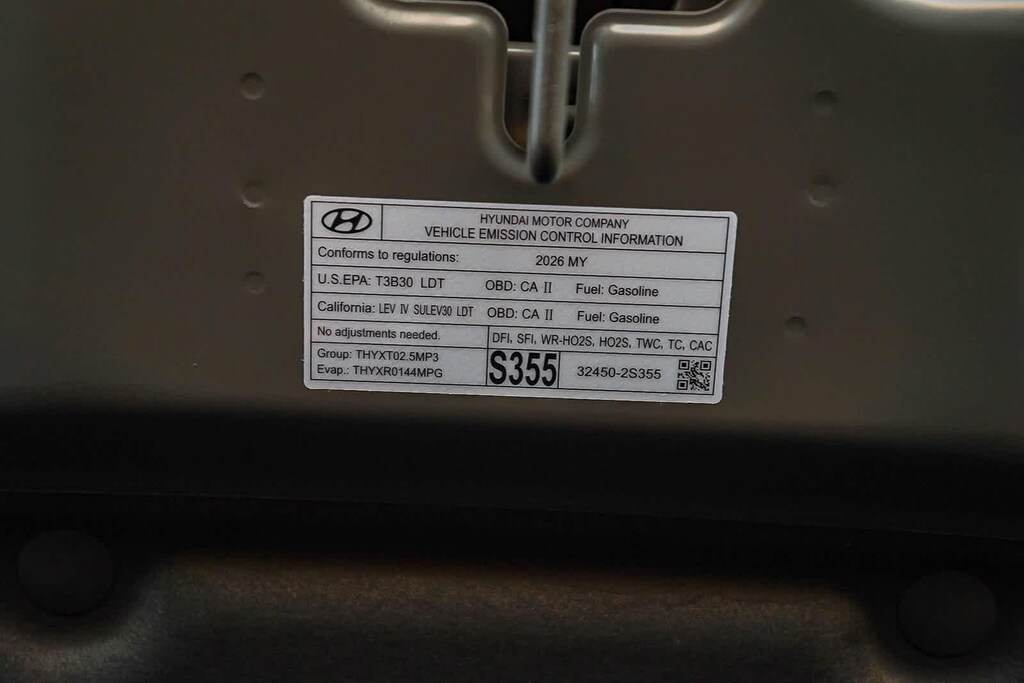 HYUNDAI MOTOR COMPANY
VEHICLE EMISSION CONTROL INFORMATION
Conforms to regulations: 2026 MY
U.S.EPA: T3B30 LDT OBD: CA II Fuel: Gasoline
California: LEV IV SULEV30 LDT OBD: CA II Fuel: Gasoline
No adjustments needed. DFI, SFI, WR-HO2S, HO2S, TWC, TC, CAC
Group: THYXT02.5MP3
Evap.: THYXR0144MPG
S355 32450-2S355